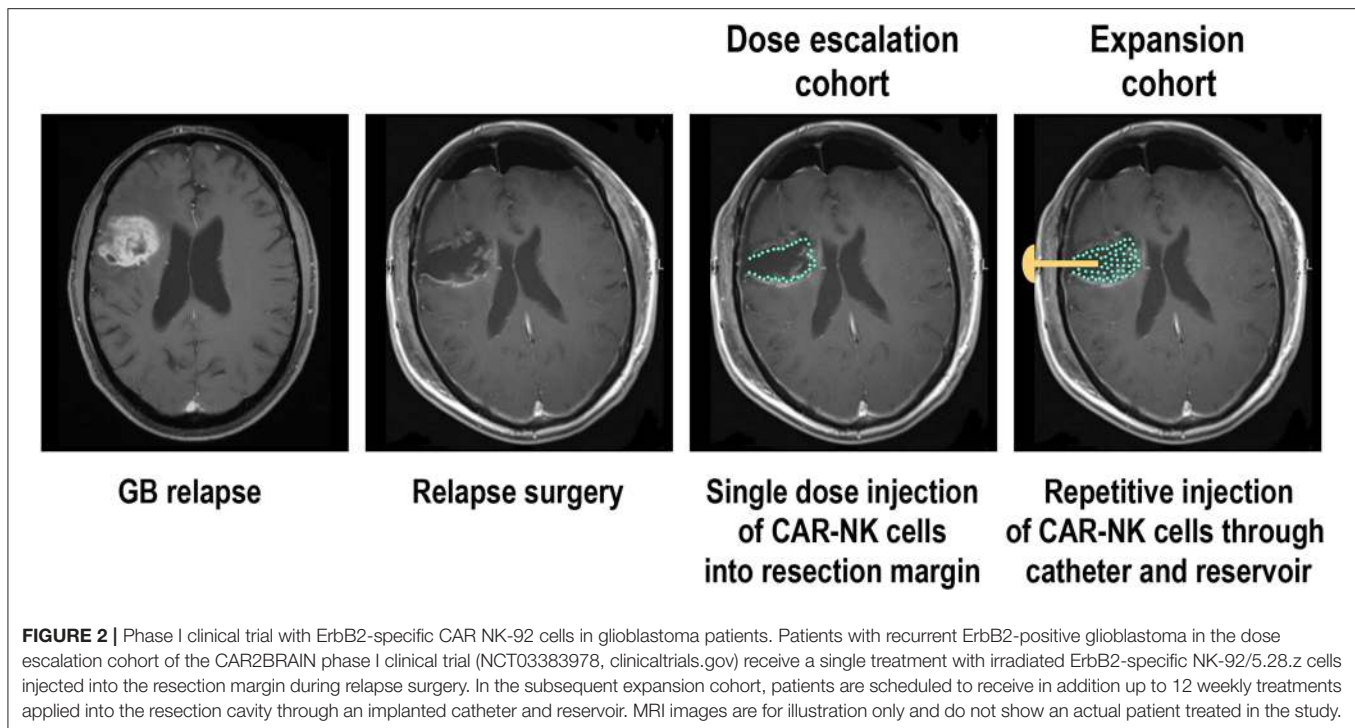 Dose escalation
cohort
Expansion
cohort
GB relapse
Relapse surgery
Single dose injection
of CAR-NK cells
into resection margin
Repetitive injection
of CAR-NK cells through
catheter and reservoir
FIGURE 2 | Phase I clinical trial with ErbB2-specific CAR NK-92 cells in glioblastoma patients. Patients with recurrent ErbB2-positive glioblastoma in the dose
escalation cohort of the CAR2BRAIN phase I clinical trial (NCT03383978, clinicaltrials.gov) receive a single treatment with irradiated ErbB2-specific NK-92/5.28.z cells
injected into the resection margin during relapse surgery. In the subsequent expansion cohort, patients are scheduled to receive in addition up to 12 weekly treatments
applied into the resection cavity through an implanted catheter and reservoir. MRI images are for illustration only and do not show an actual patient treated in the study.